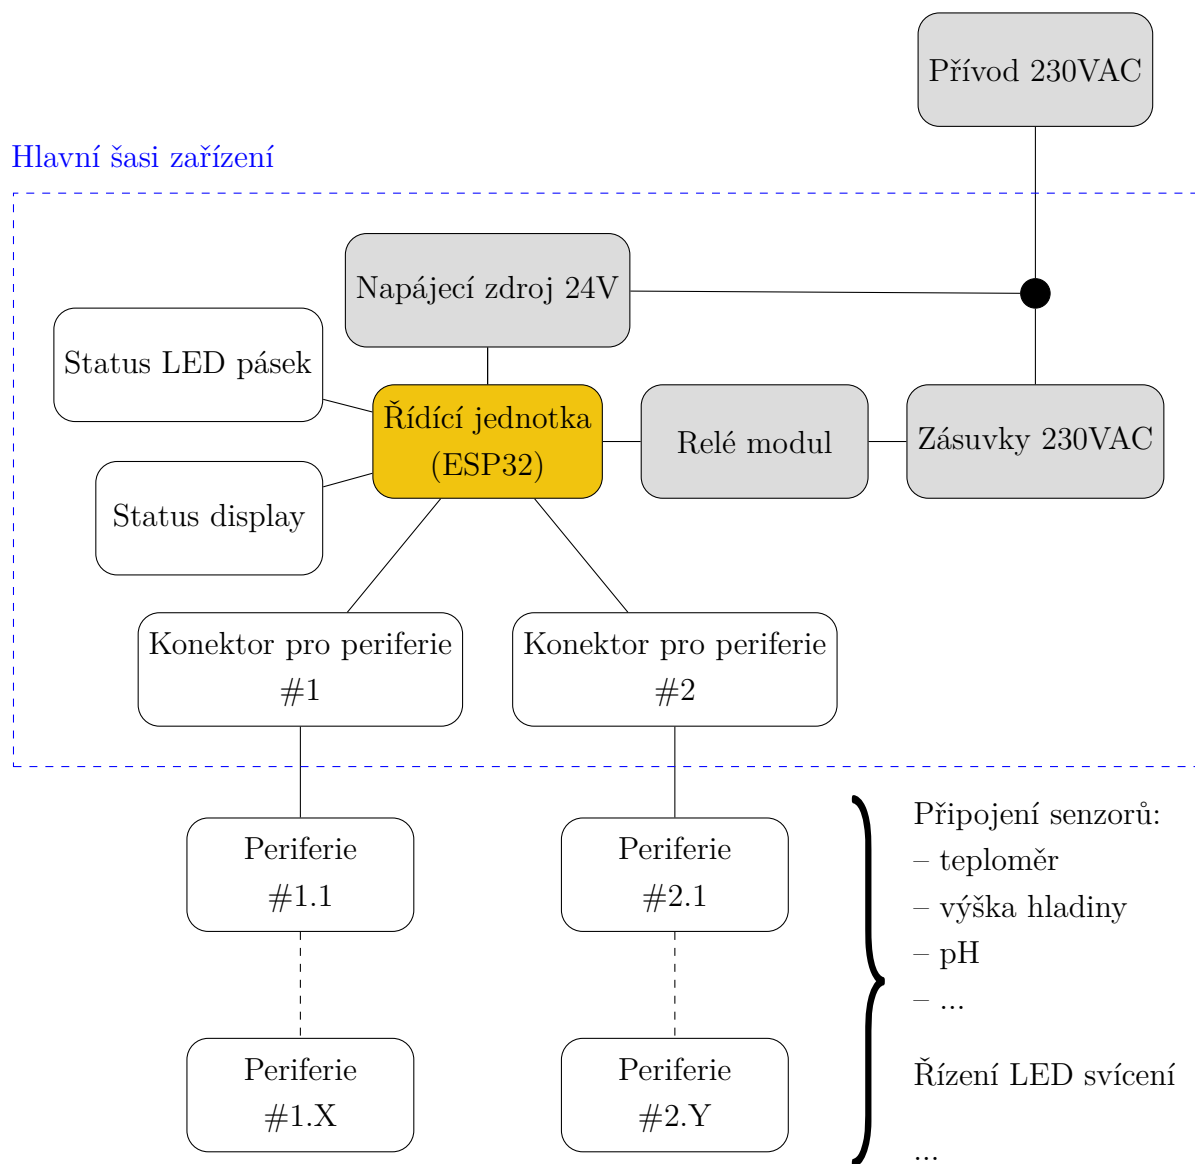 Přívod 230VAC
Hlavní šasi zařízení
Napájecí zdroj 24V
Status LED pásek
Řídící jednotka
(ESP32)
Relé modul
Zásuvky 230VAC
Status display
Konektor pro periferie
#1
Konektor pro periferie
#2
Periferie
#1.1
Periferie
#2.1
Periferie
#1.X
Periferie
#2.Y
Připojení senzorů:
– teploměr
– výška hladiny
– pH
– ...
Řízení LED svícení
...